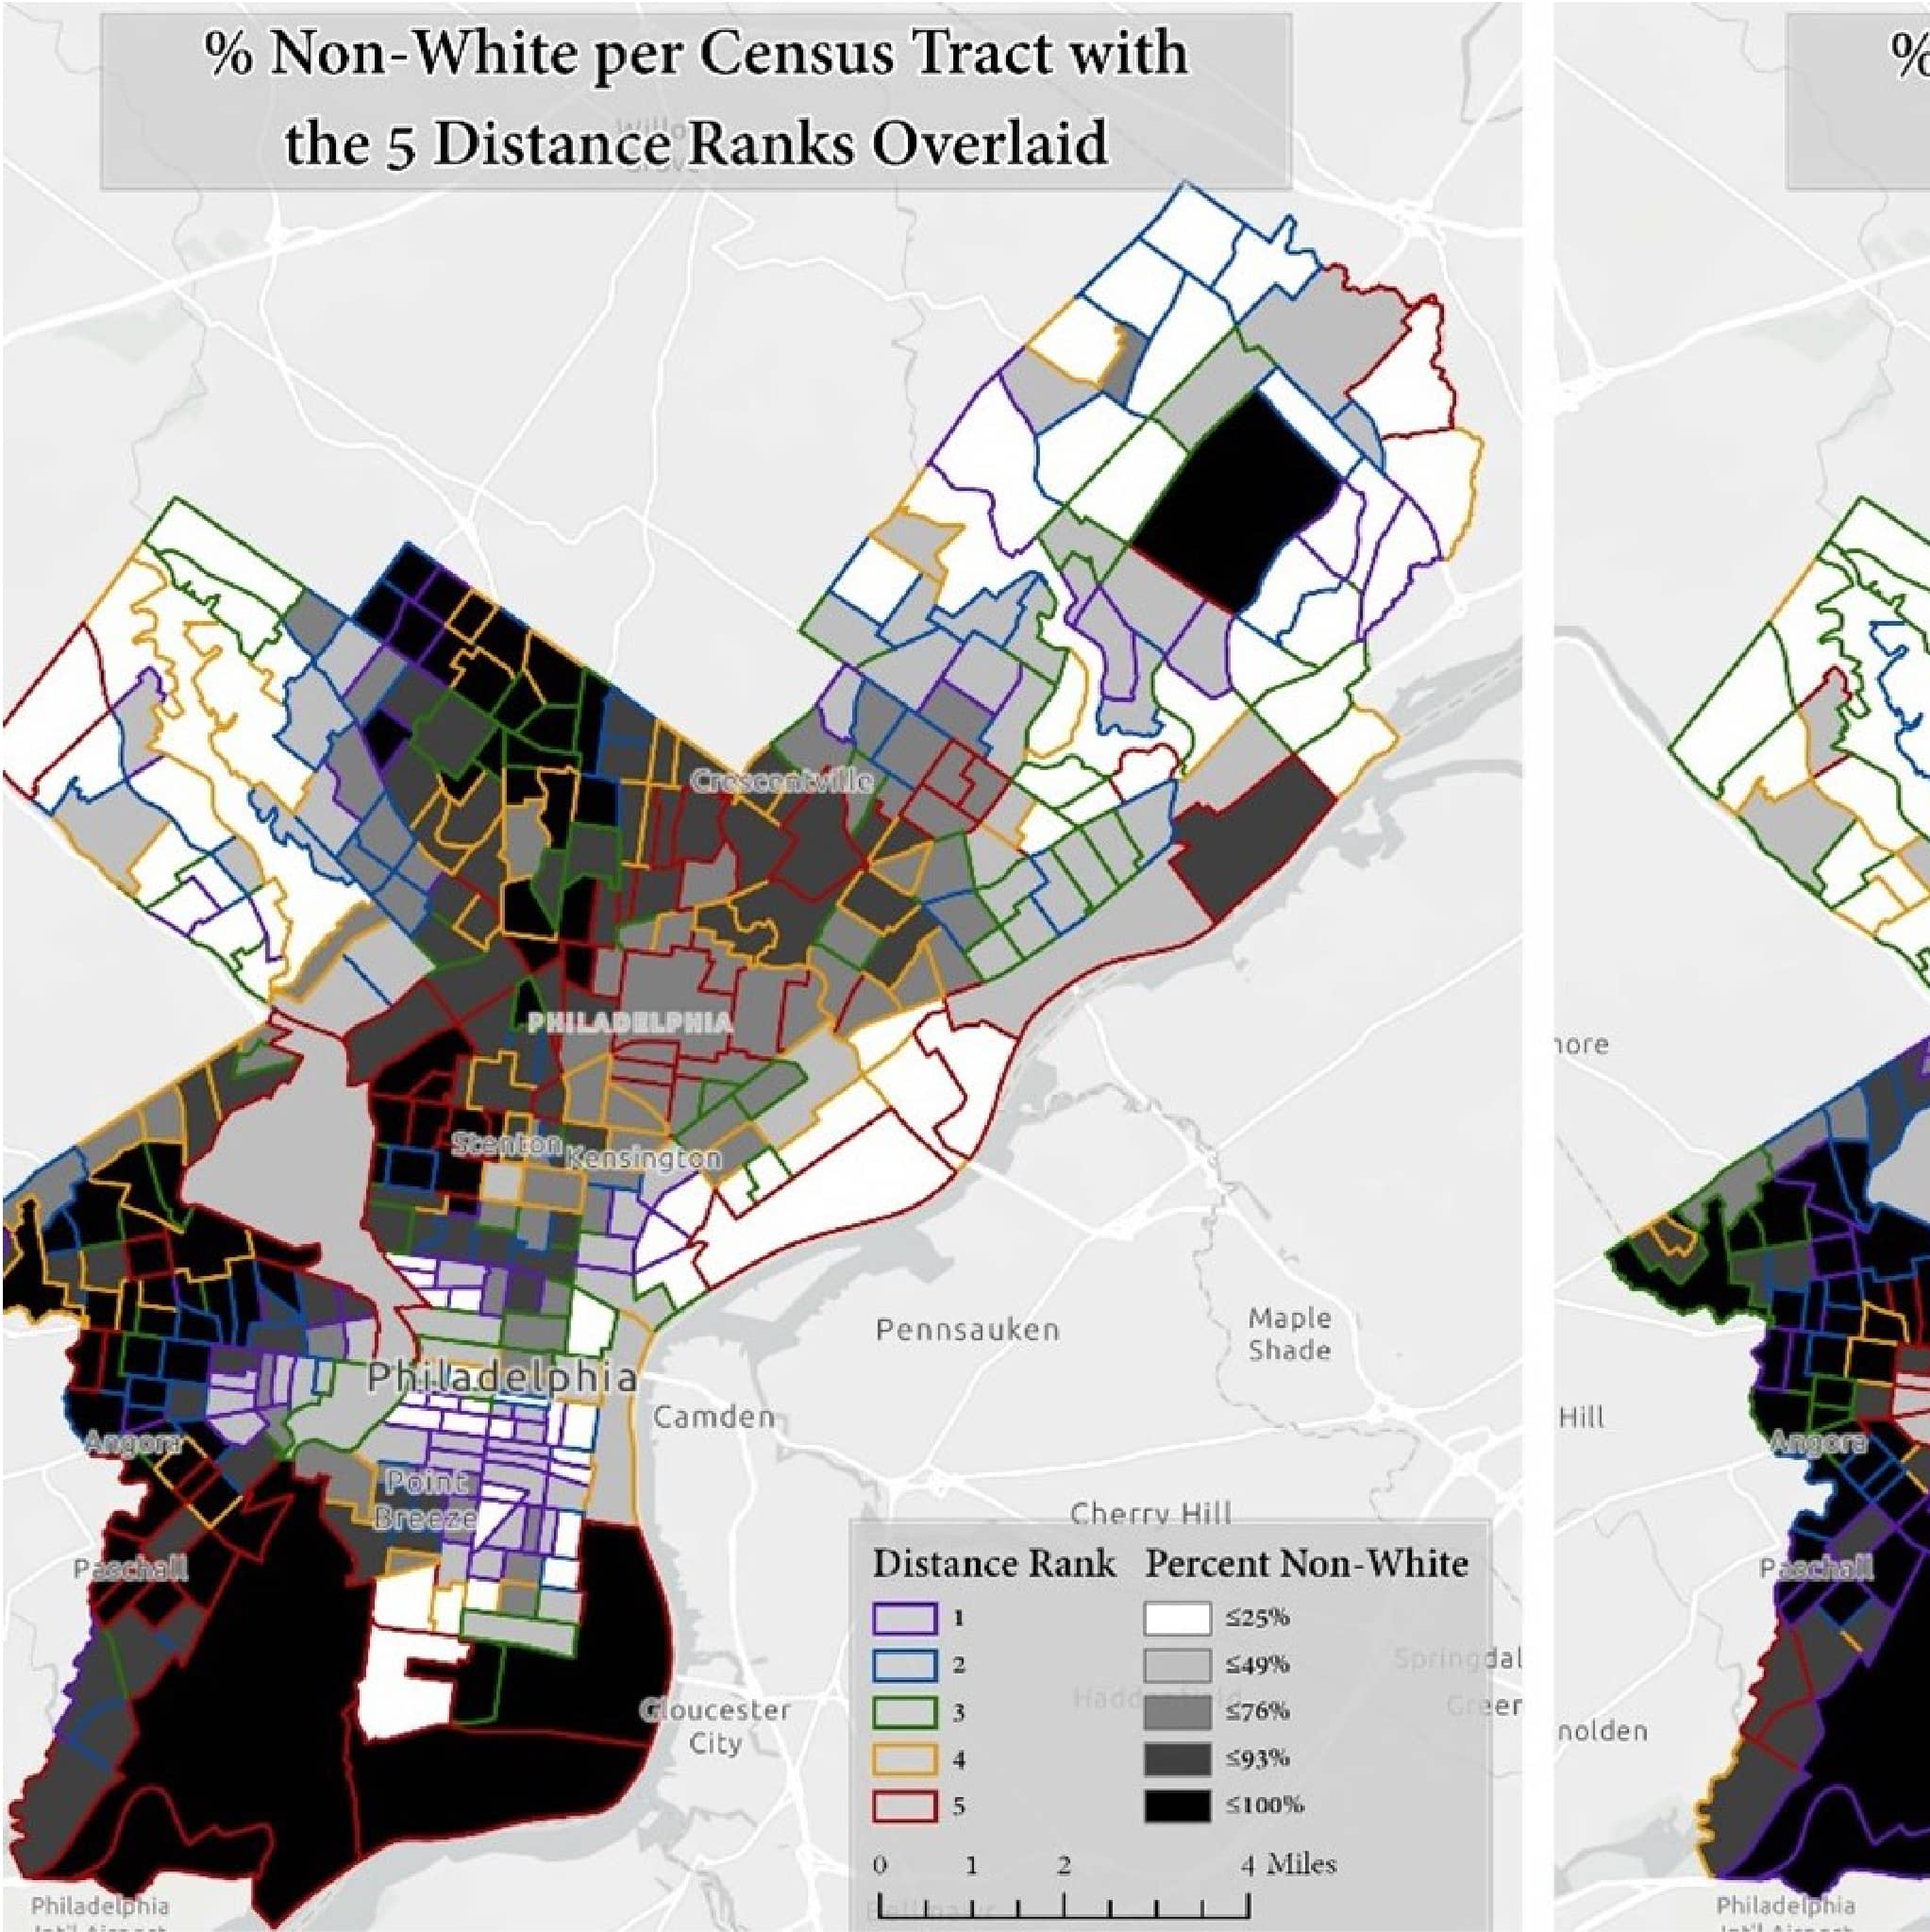 % Non-White per Census Tract with
the 5 Distance Ranks Overlaid
%
Crescentville
PHILADELPHIA
Stenton
Kensington
Philadelphia
Pennsauken
Maple
Shade
Camden
Angora
Point
Breeze
Cherry Hill
Paschall
Gloucester
City
Distance Rank
1
2
3
4
5
Percent Non-White
≤25%
≤49%
≤76%
≤93%
≤100%
Springdal
Green
0 1 2 4 Miles
Philadelphia
Int'l Airport
more
Hill
Angora
Paschall
nolden
Philadelphia
Int'l Airport